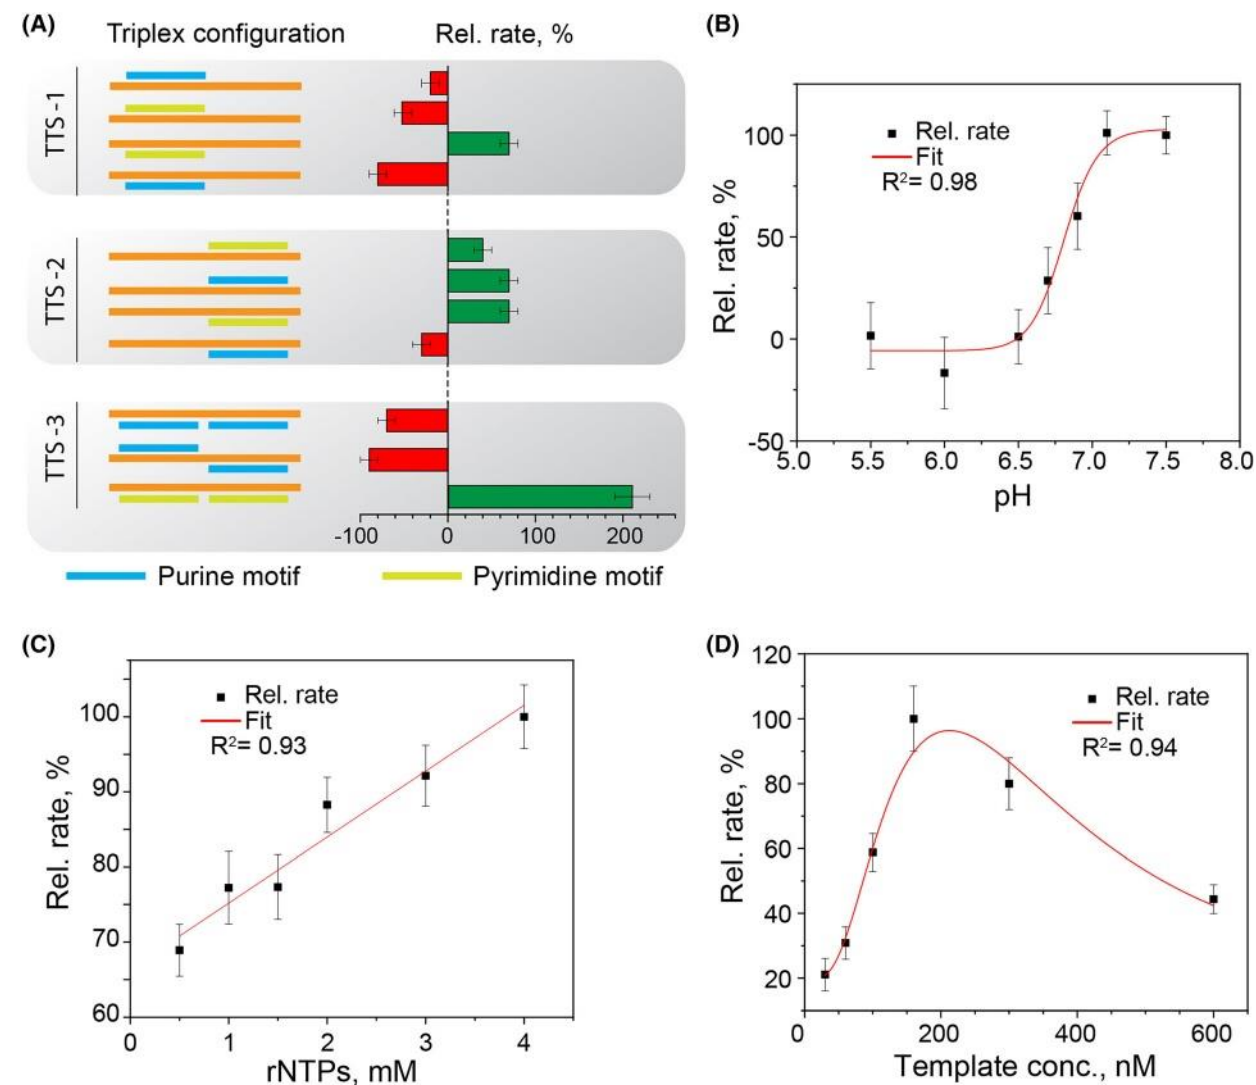 (A)
Triplex configuration
Rel. rate, %
TTS-1
TTS-2
TTS-3
-100 0 100 200
Purine motif
Pyrimidine motif
(B)
Rel. rate, %
100
50
0
-50
Rel. rate
Fit
R²= 0.98
5.0 5.5 6.0 6.5 7.0 7.5 8.0
pH
(C)
Rel. rate, %
100
90
80
70
60
Rel. rate
Fit
R²= 0.93
0 1 2 3 4
rNTPs, mM
(D)
Rel. rate, %
120
100
80
60
40
20
Rel. rate
Fit
R²= 0.94
0 200 400 600
Template conc., nM